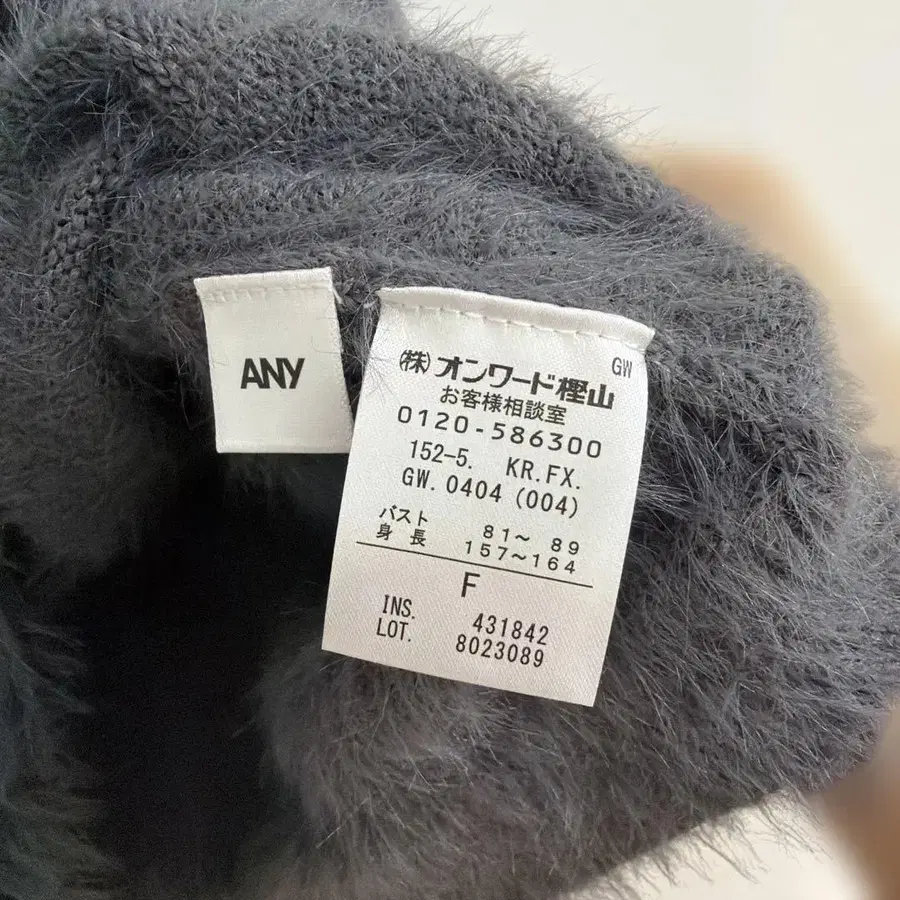 ANY
GW
㈱オンワード樫山
お客様相談室
0120-586300
152-5. KR.FX.
GW. 0404 (004)
バスト 81～ 89
身長 157～164
F
INS. 431842
LOT. 8023089